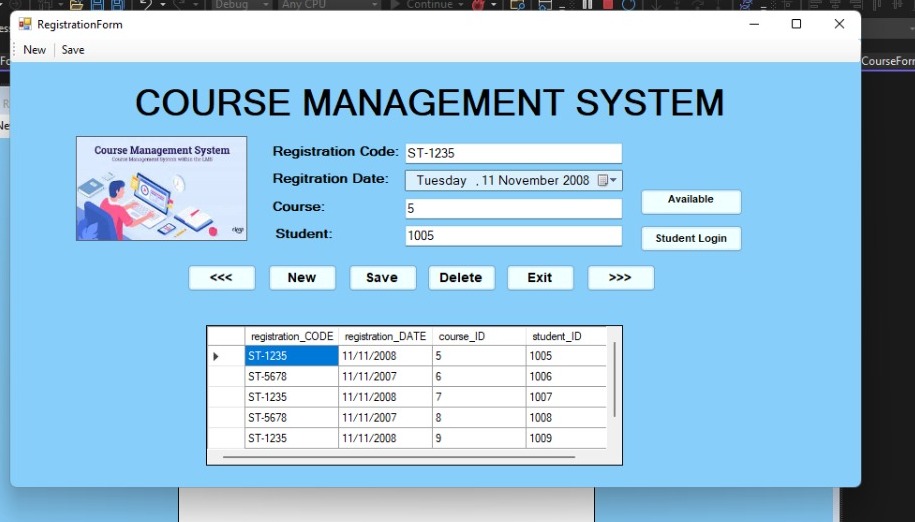 Debug
Any CPU
Continue
RegistrationForm
New Save
CourseForm
COURSE MANAGEMENT SYSTEM
Course Management System
Course Management System within the LMS
Registration Code: ST-1235
Regitration Date: Tuesday , 11 November 2008
Course: 5
Available
Student: 1005
Student Login
<<< New Save Delete Exit >>>
registration_CODE registration_DATE course_ID student_ID
ST-1235 11/11/2008 5 1005
ST-5678 11/11/2007 6 1006
ST-1235 11/11/2008 7 1007
ST-5678 11/11/2007 8 1008
ST-1235 11/11/2008 9 1009